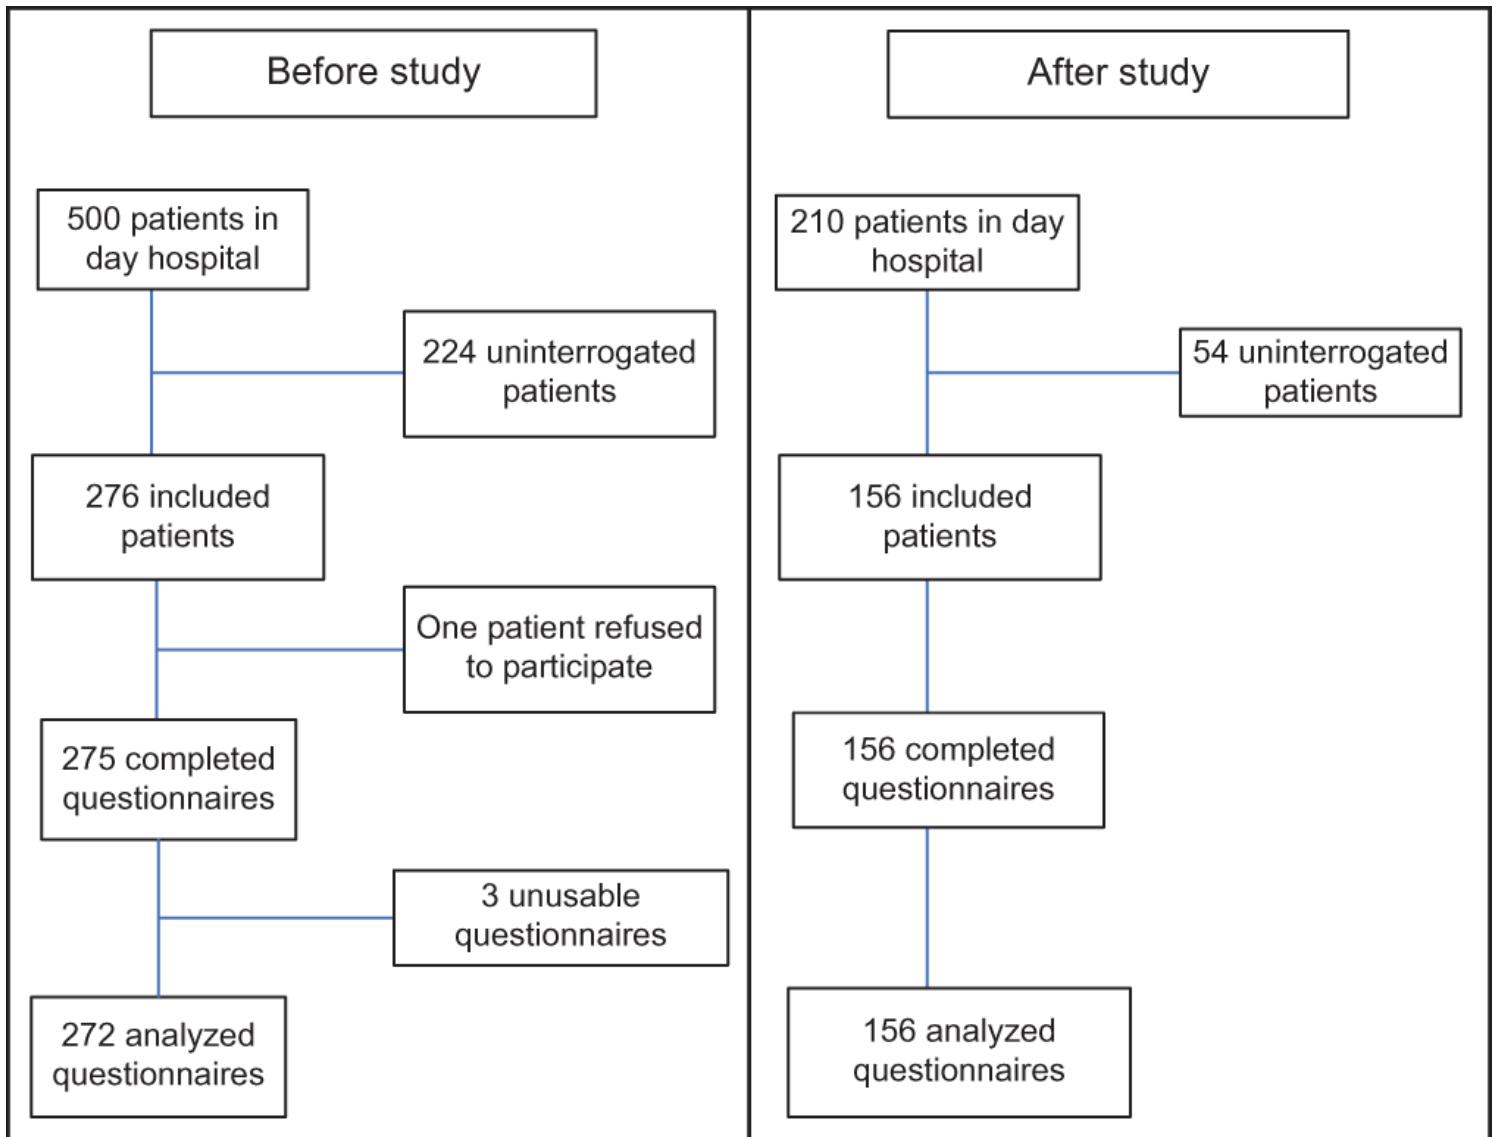 Before study
500 patients in
day hospital
224 uninterrogated
patients
276 included
patients
One patient refused
to participate
275 completed
questionnaires
3 unusable
questionnaires
272 analyzed
questionnaires
After study
210 patients in day
hospital
54 uninterrogated
patients
156 included
patients
156 completed
questionnaires
156 analyzed
questionnaires